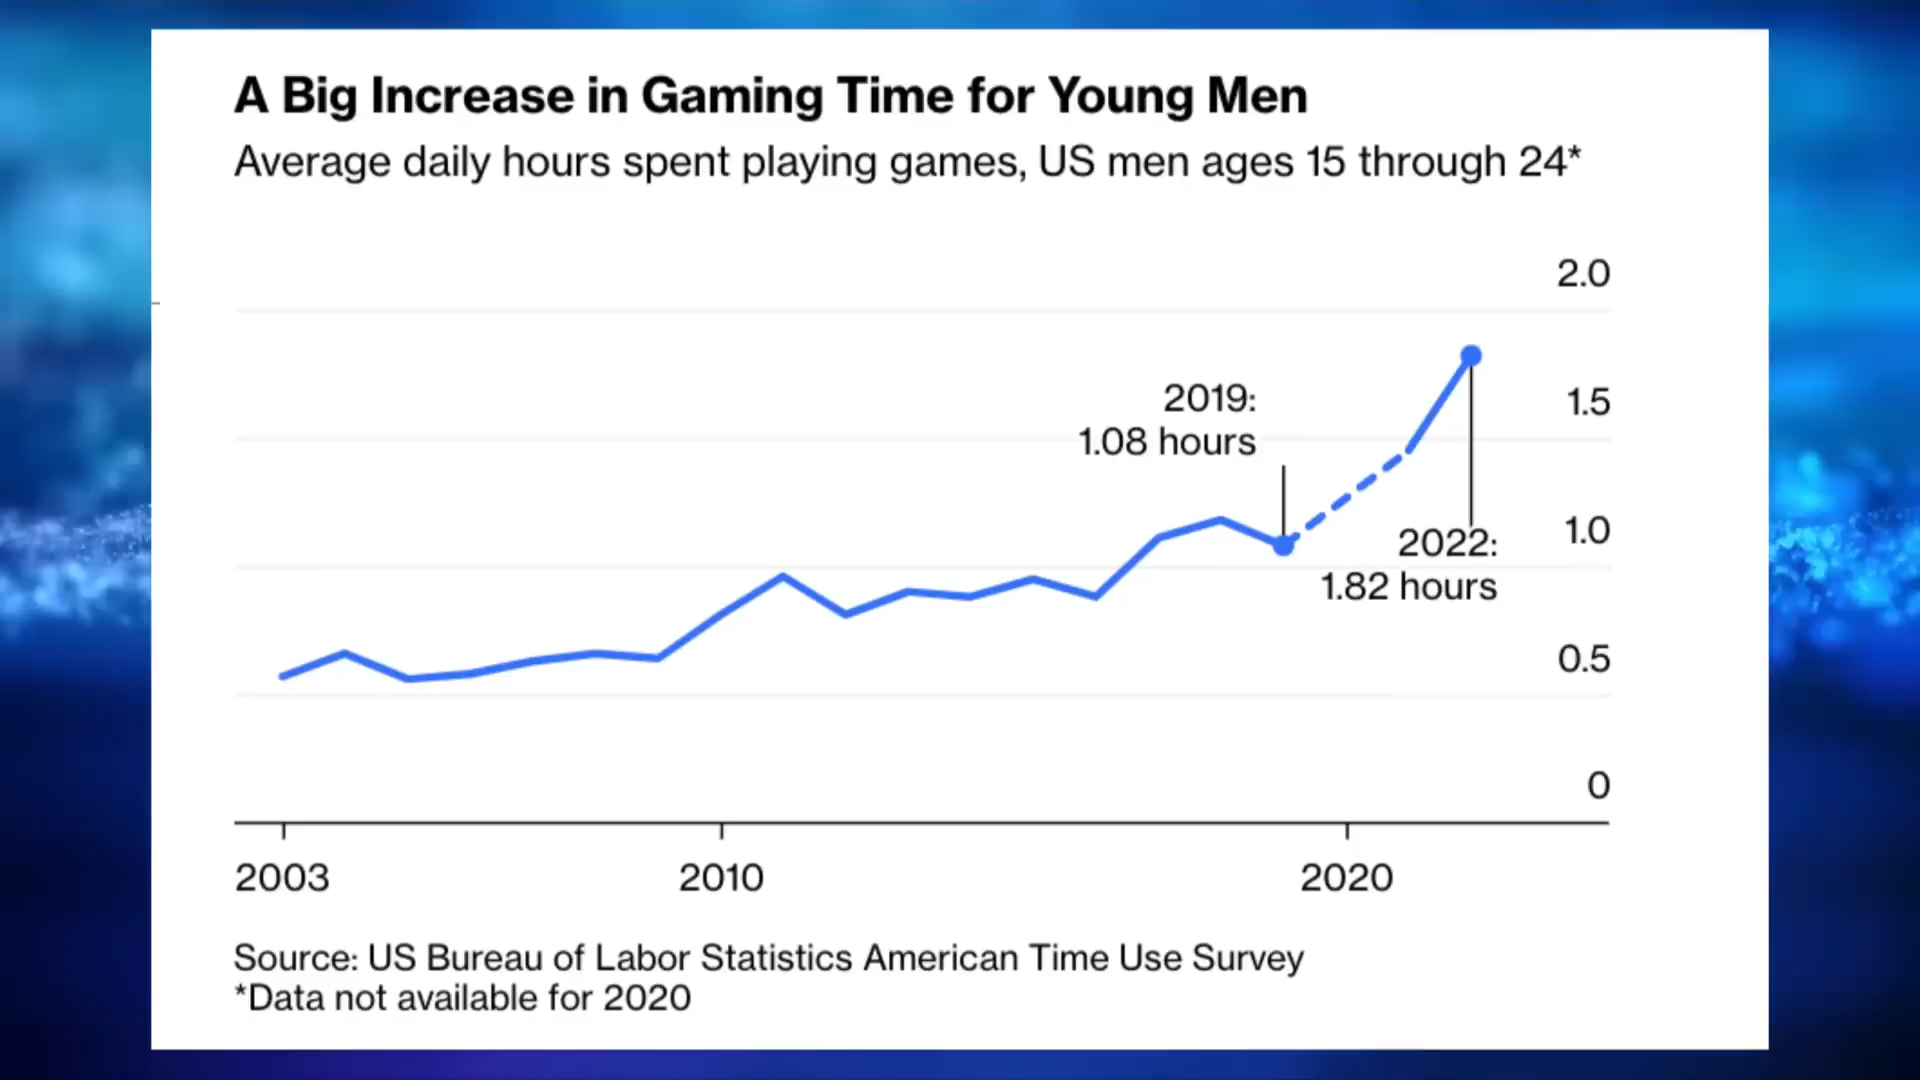 A Big Increase in Gaming Time for Young Men
Average daily hours spent playing games, US men ages 15 through 24*
2.0
2019:
1.08 hours
1.5
2022:
1.82 hours
1.0
0.5
0
2003
2010
2020
Source: US Bureau of Labor Statistics American Time Use Survey
*Data not available for 2020